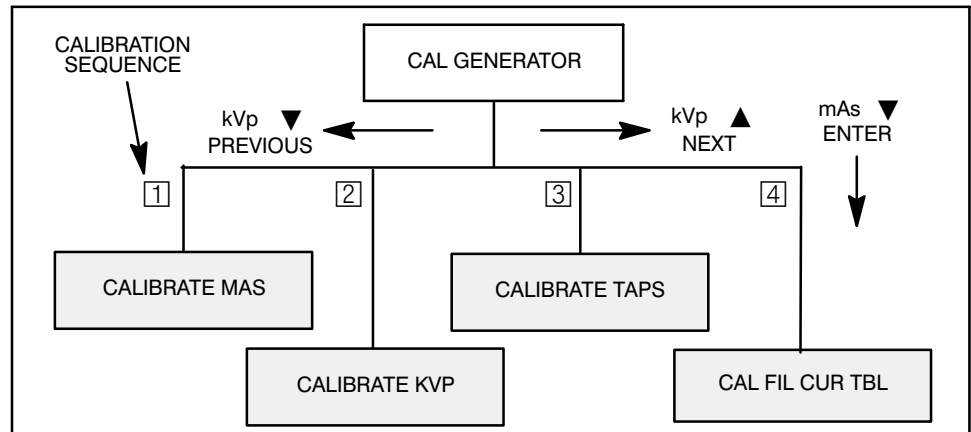 CALIBRATION
SEQUENCE
CAL GENERATOR
kVp ▼
PREVIOUS
kVp ▲
NEXT
mAs ▼
ENTER
1
2
3
4
CALIBRATE MAS
CALIBRATE TAPS
CALIBRATE KVP
CAL FIL CUR TBL